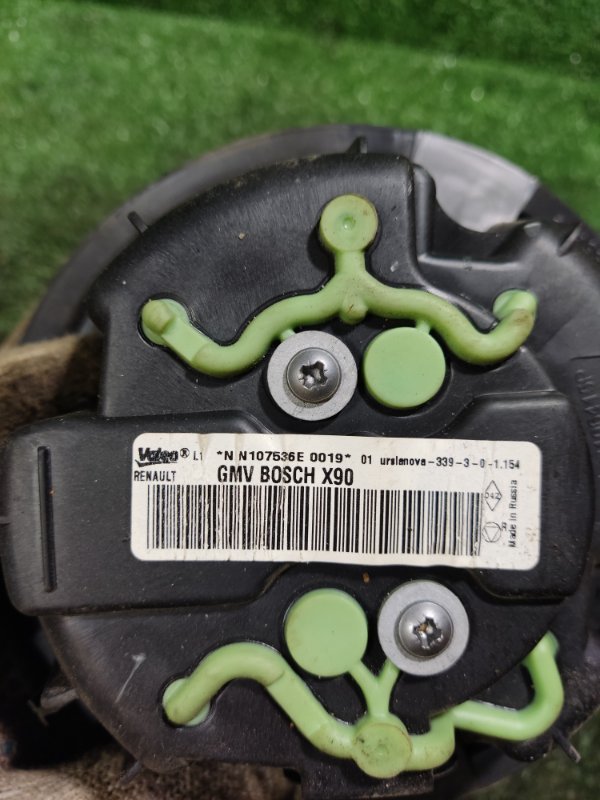 Valeo® L1 *N N107536E 0019* 01 urslanova-339-3-0-1.154
RENAULT GMV BOSCH X90
Made in Russia